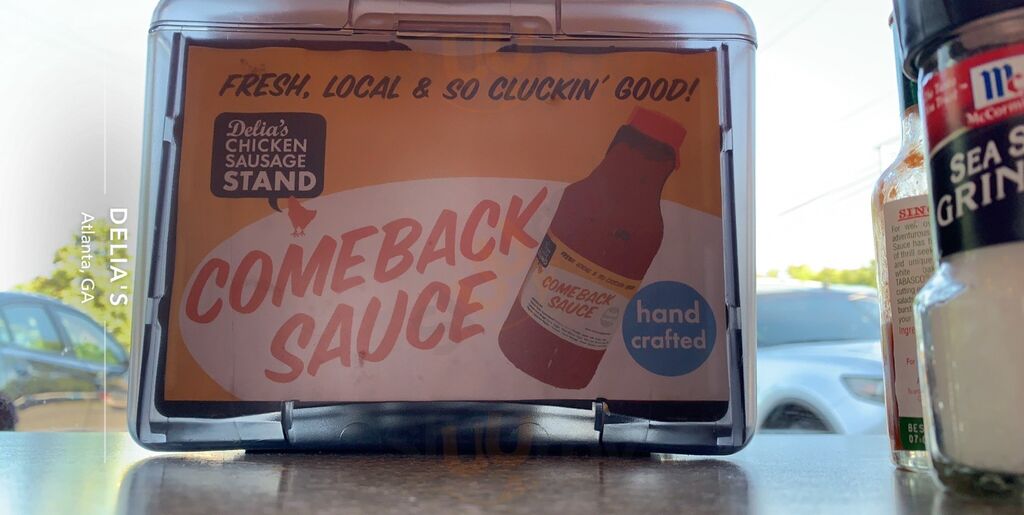 FRESH, LOCAL & SO CLUCKIN' GOOD!
Delia's
CHICKEN
SAUSAGE
STAND
COMEBACK
SAUCE
COMEBACK
SAUCE
hand
crafted
DELIA'S
Atlanta, GA
SEA S
GRIN